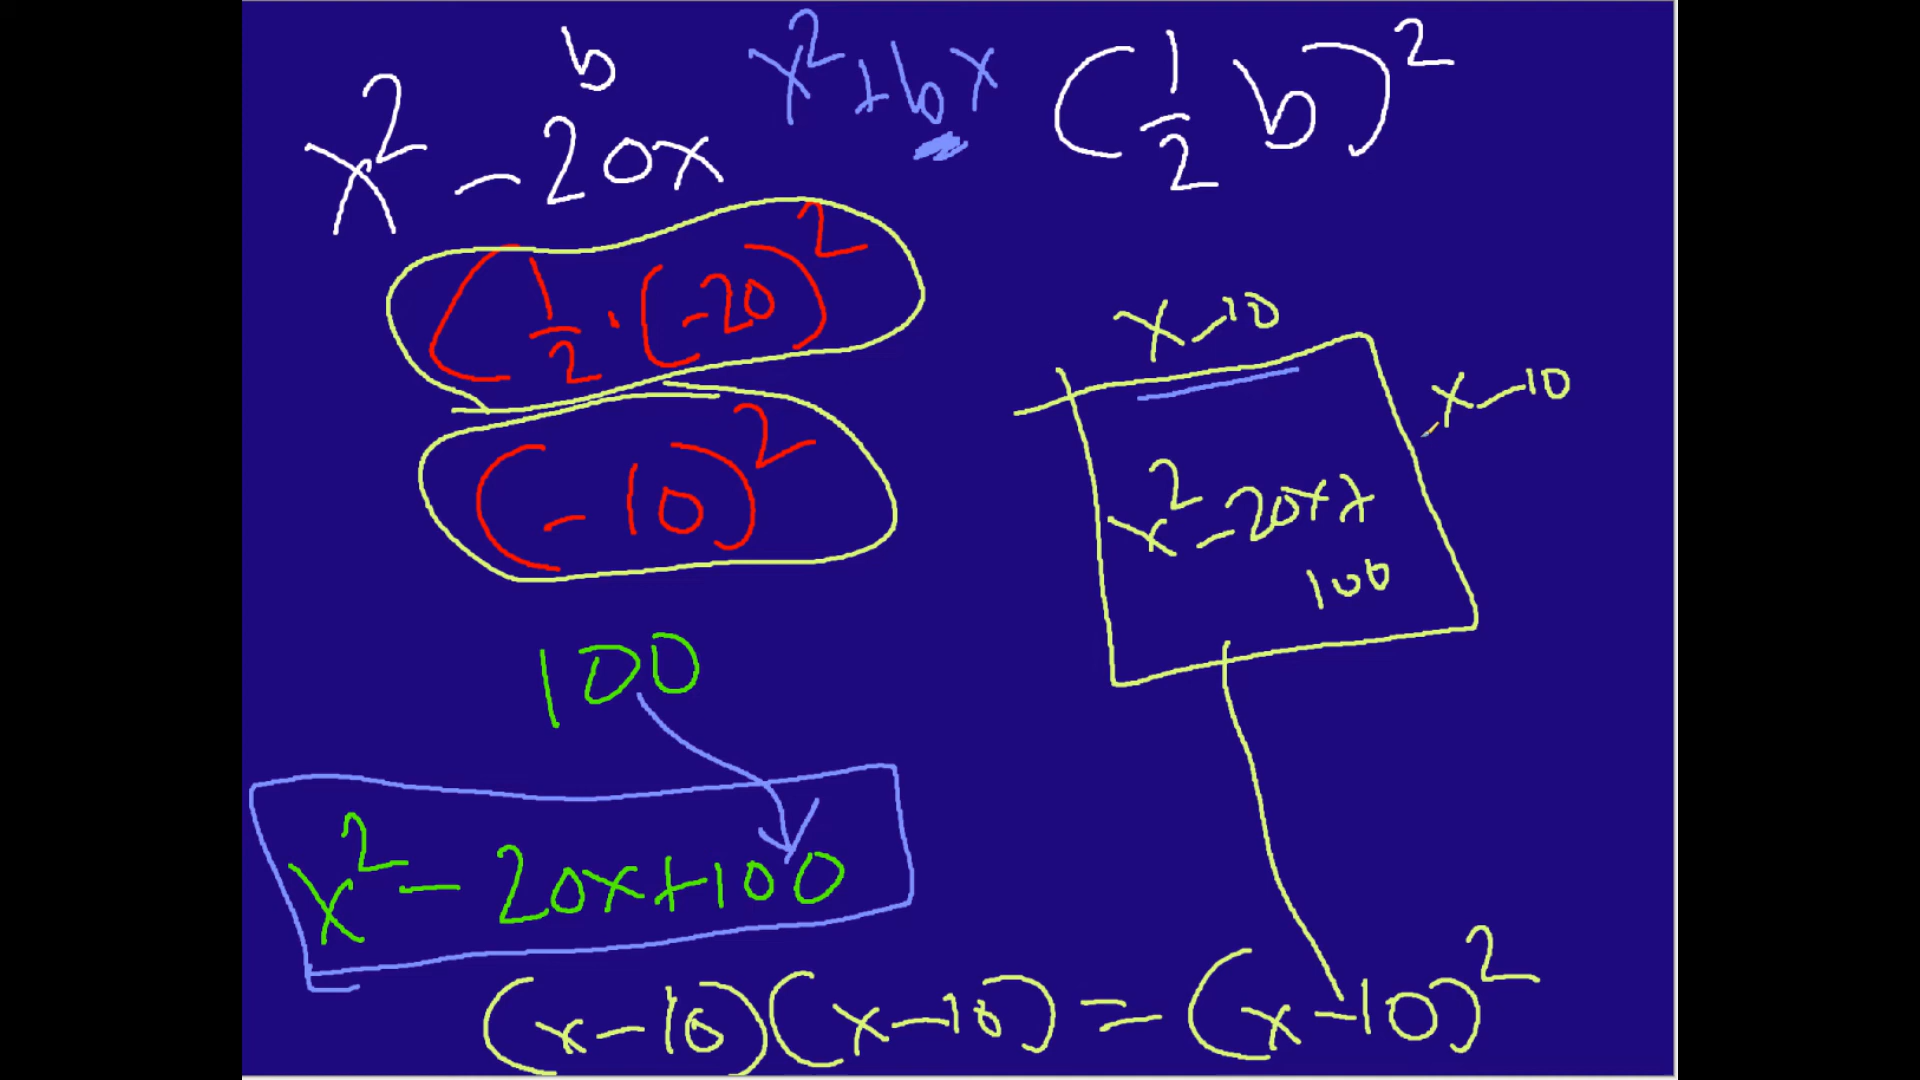 b
x² + bx
(1/2 b)²
x² - 20x
(1/2 · (-20))²
x - 10
x - 10
(-10)²
x² - 20x +
100
100
x² - 20x + 100
(x - 10)(x - 10) = (x - 10)²